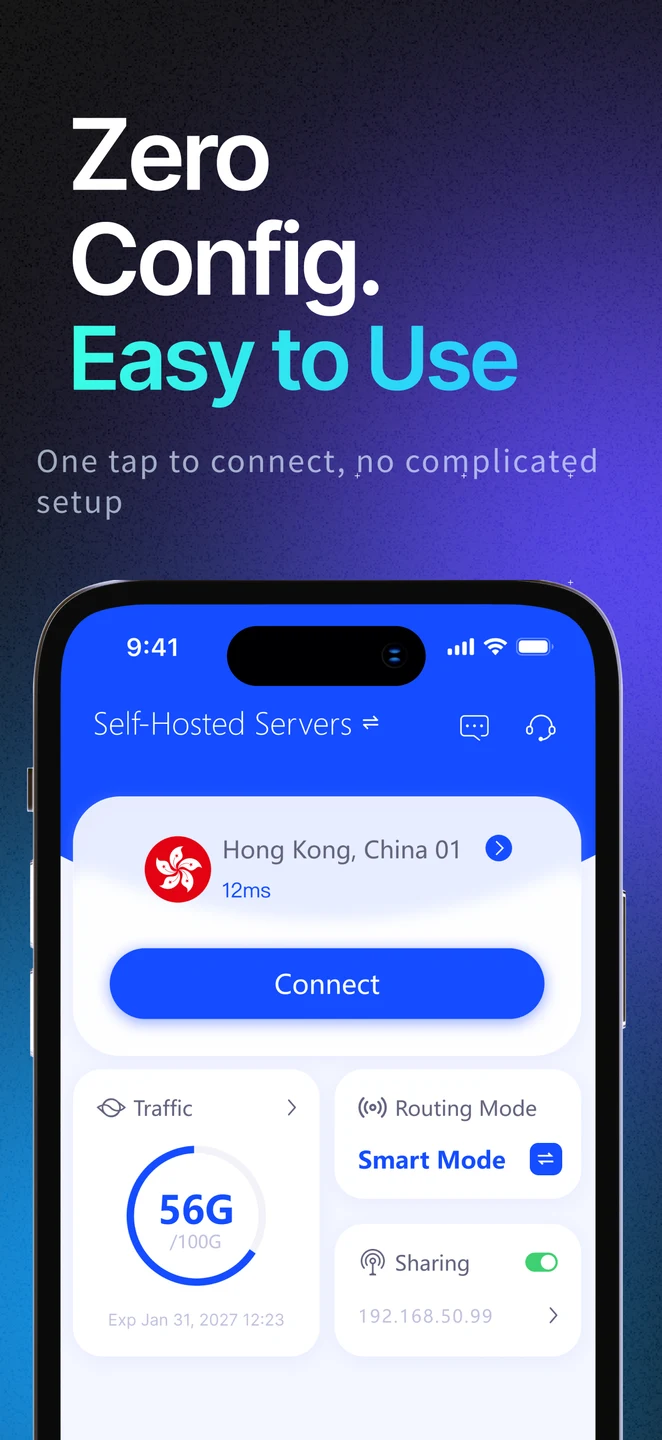 Zero
Config.
Easy to Use
One tap to connect, no complicated
setup
9:41
Self-Hosted Servers
Hong Kong, China 01
12ms
Connect
Traffic
56G
/100G
Exp Jan 31, 2027 12:23
Routing Mode
Smart Mode
Sharing
192.168.50.99